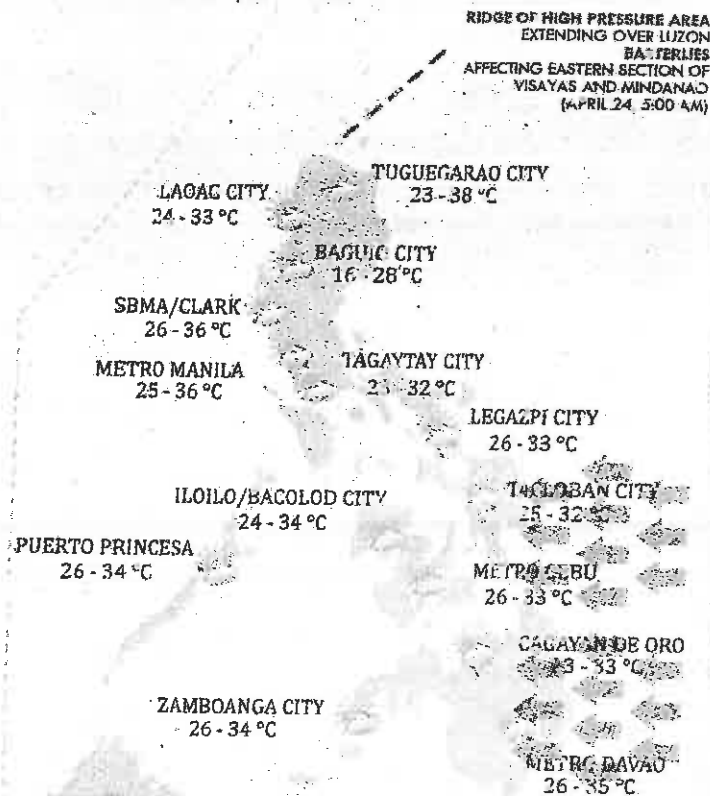 RIDGE OF HIGH PRESSURE AREA
EXTENDING OVER LUZON
AFFECTING EASTERN SECTION OF
VISAYAS AND MINDANAO
(APRIL 24, 5:00 AM)
TUGUEGARAO CITY
23 - 38 °C
LAOAG CITY
24 - 33 °C
BAGUIO CITY
16 - 28 °C
SBMA/CLARK
26 - 36 °C
METRO MANILA
25 - 36 °C
TAGAYTAY CITY
32 °C
LEGAZPI CITY
26 - 33 °C
TACLOBAN CITY
25 - 32 °C
ILOILO/BACOLOD CITY
24 - 34 °C
PUERTO PRINCESA
26 - 34 °C
METRO CEBU
26 - 33 °C
CAGAYAN DE ORO
33 °C
ZAMBOANGA CITY
26 - 34 °C
METRO DAVAO
26 - 35 °C